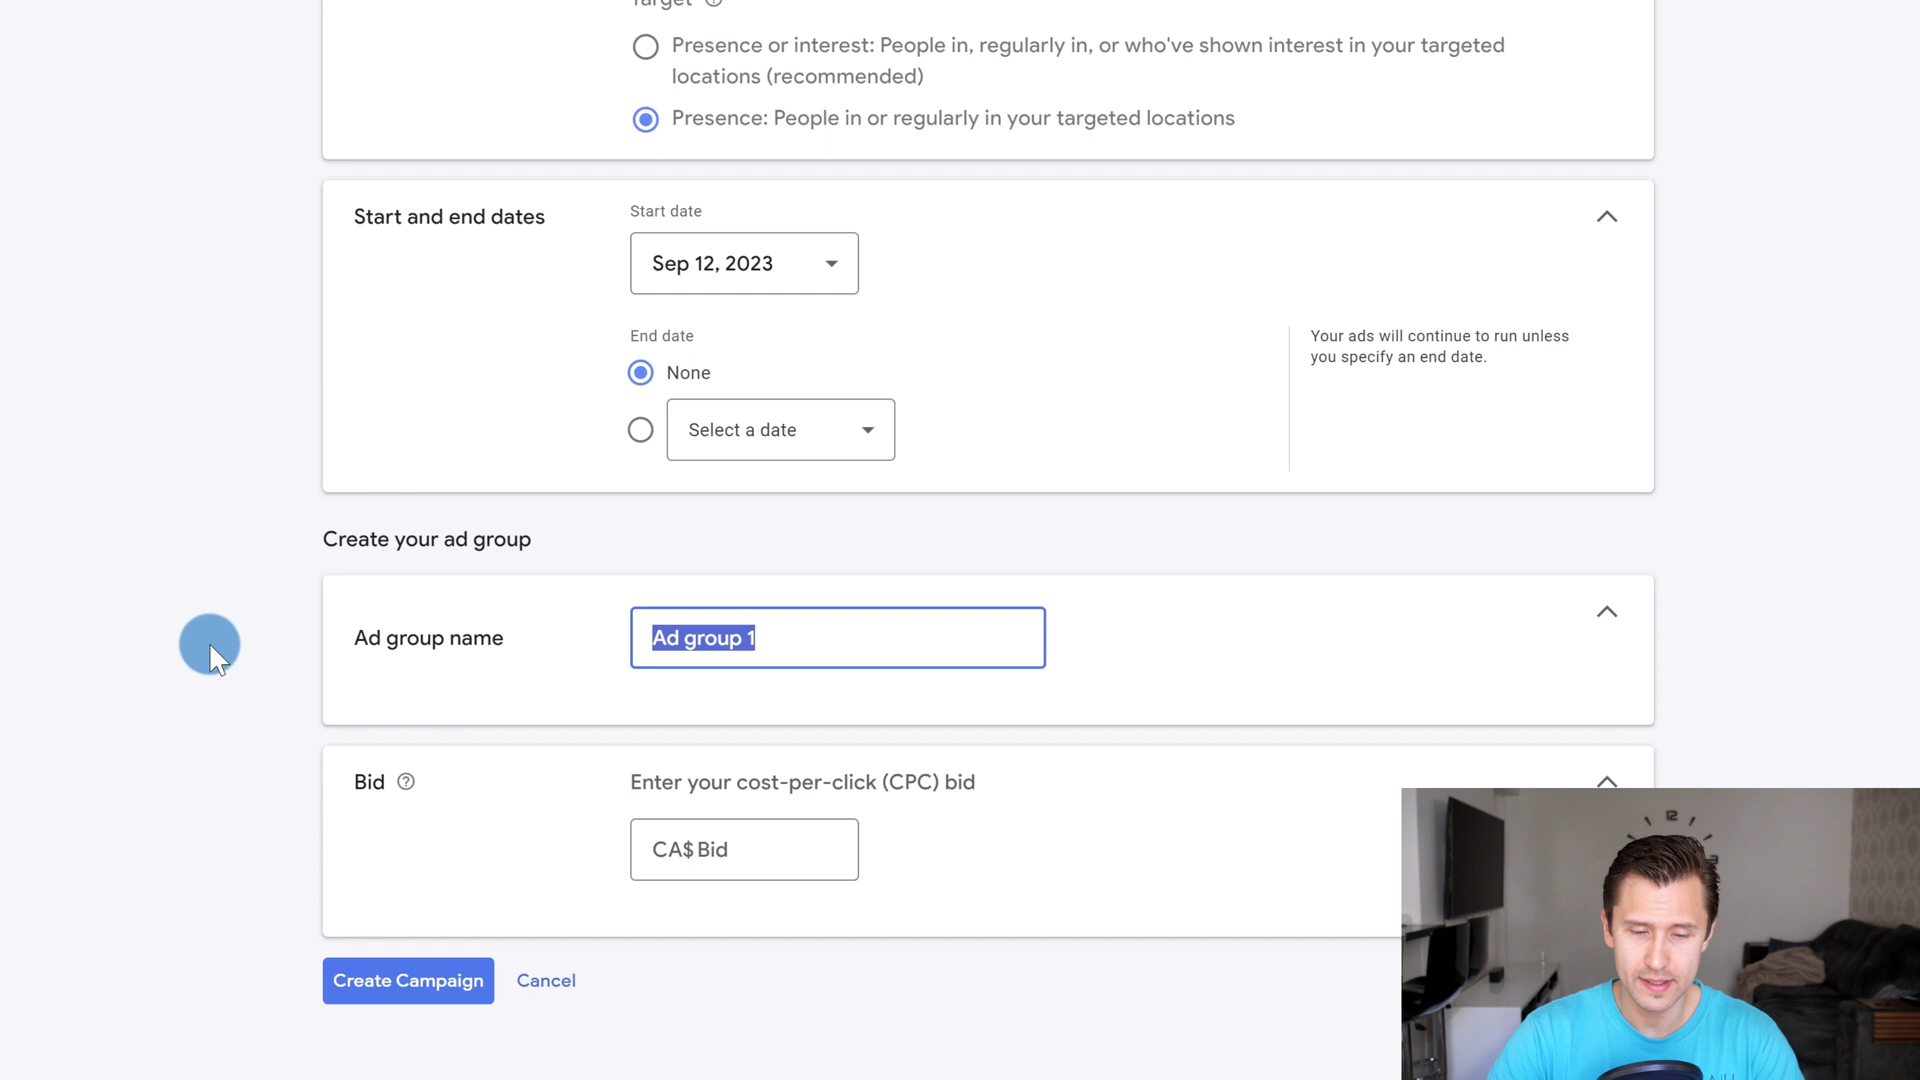 Target
Presence or interest: People in, regularly in, or who've shown interest in your targeted
locations (recommended)
Presence: People in or regularly in your targeted locations
Start and end dates
Start date
Sep 12, 2023
End date
None
Select a date
Your ads will continue to run unless
you specify an end date.
Create your ad group
Ad group name
Ad group 1
Bid
Enter your cost-per-click (CPC) bid
CA$ Bid
Create Campaign
Cancel
12
3